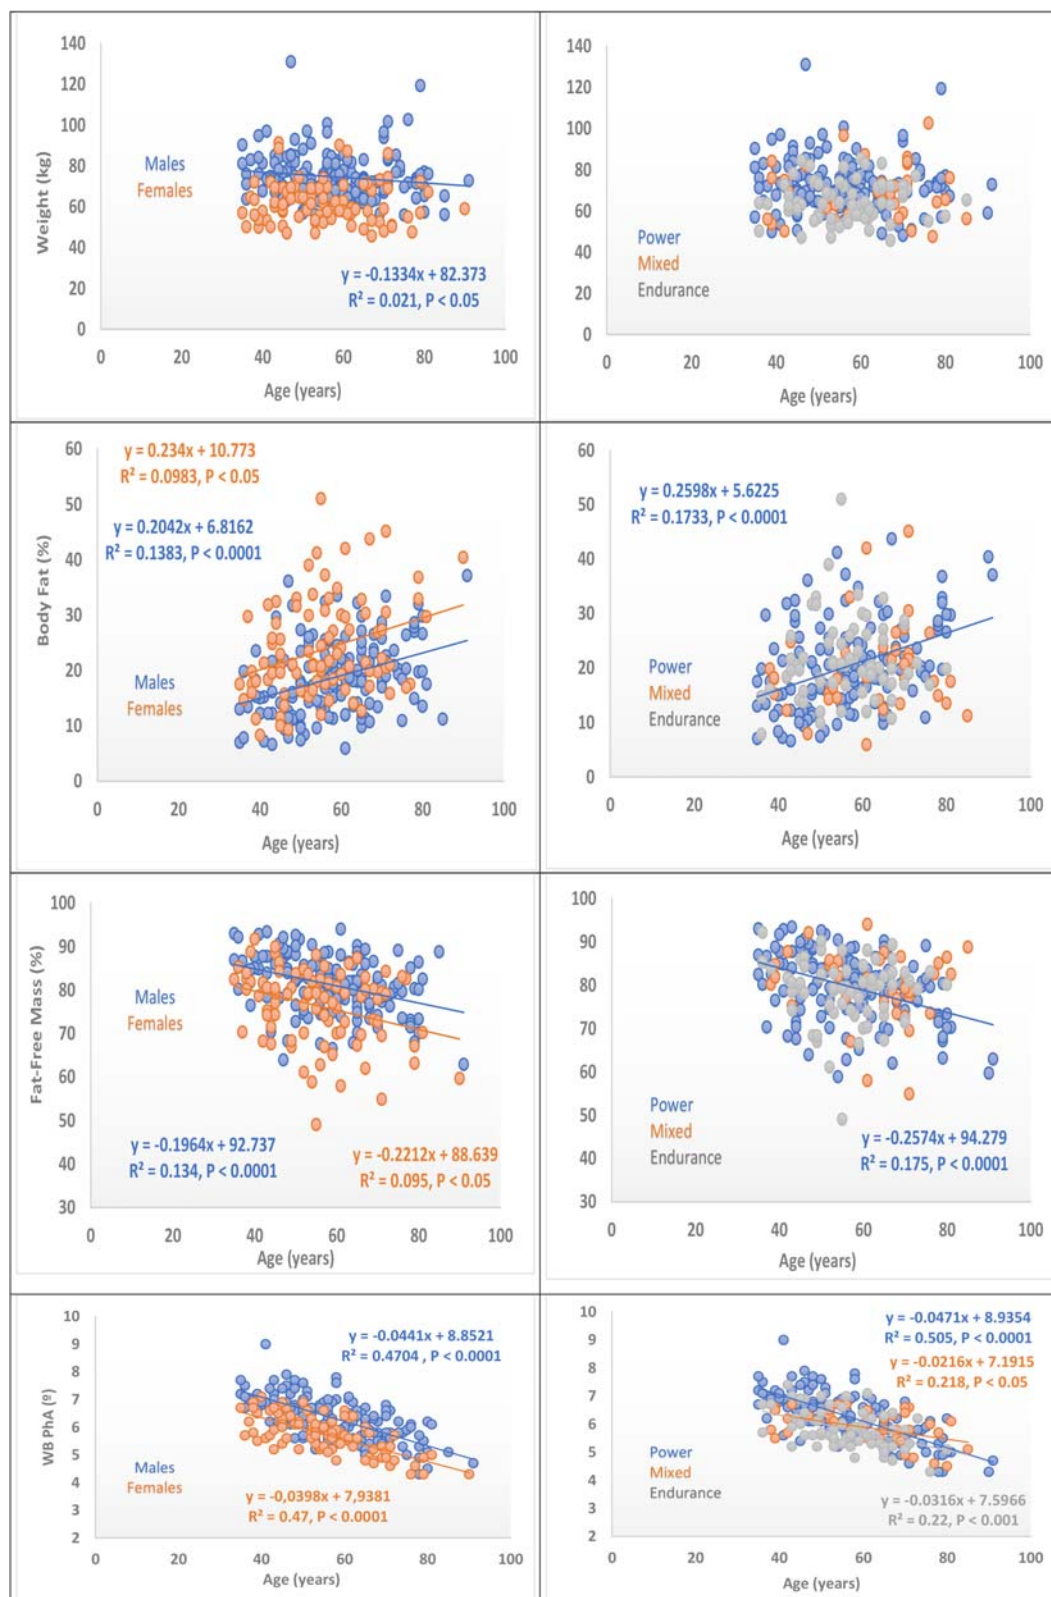 140
120
100
80
60
40
20
0
Weight (kg)
Males
Females
y = -0.1334x + 82.373
R² = 0.021, P < 0.05
0 20 40 60 80 100
Age (years)
140
120
100
80
60
40
20
0
Power
Mixed
Endurance
0 20 40 60 80 100
Age (years)
60
50
40
30
20
10
0
Body Fat (%)
y = 0.234x + 10.773
R² = 0.0983, P < 0.05
y = 0.2042x + 6.8162
R² = 0.1383, P < 0.0001
Males
Females
0 20 40 60 80 100
Age (years)
60
50
40
30
20
10
0
y = 0.2598x + 5.6225
R² = 0.1733, P < 0.0001
Power
Mixed
Endurance
0 20 40 60 80 100
Age (years)
100
90
80
70
60
50
40
30
Fat-Free Mass (%)
Males
Females
y = -0.1964x + 92.737
R² = 0.134, P < 0.0001
y = -0.2212x + 88.639
R² = 0.095, P < 0.05
0 20 40 60 80 100
Age (years)
100
90
80
70
60
50
40
30
Power
Mixed
Endurance
y = -0.2574x + 94.279
R² = 0.175, P < 0.0001
0 20 40 60 80 100
Age (years)
10
9
8
7
6
5
4
3
2
WB PhA (º)
y = -0.0441x + 8.8521
R² = 0.4704 , P < 0.0001
Males
Females
y = -0,0398x + 7,9381
R² = 0.47, P < 0.0001
0 20 40 60 80 100
Age (years)
10
9
8
7
6
5
4
3
2
y = -0.0471x + 8.9354
R² = 0.505, P < 0.0001
y = -0.0216x + 7.1915
R² = 0.218, P < 0.05
Power
Mixed
Endurance
y = -0.0316x + 7.5966
R² = 0.22, P < 0.001
0 20 40 60 80 100
Age (years)